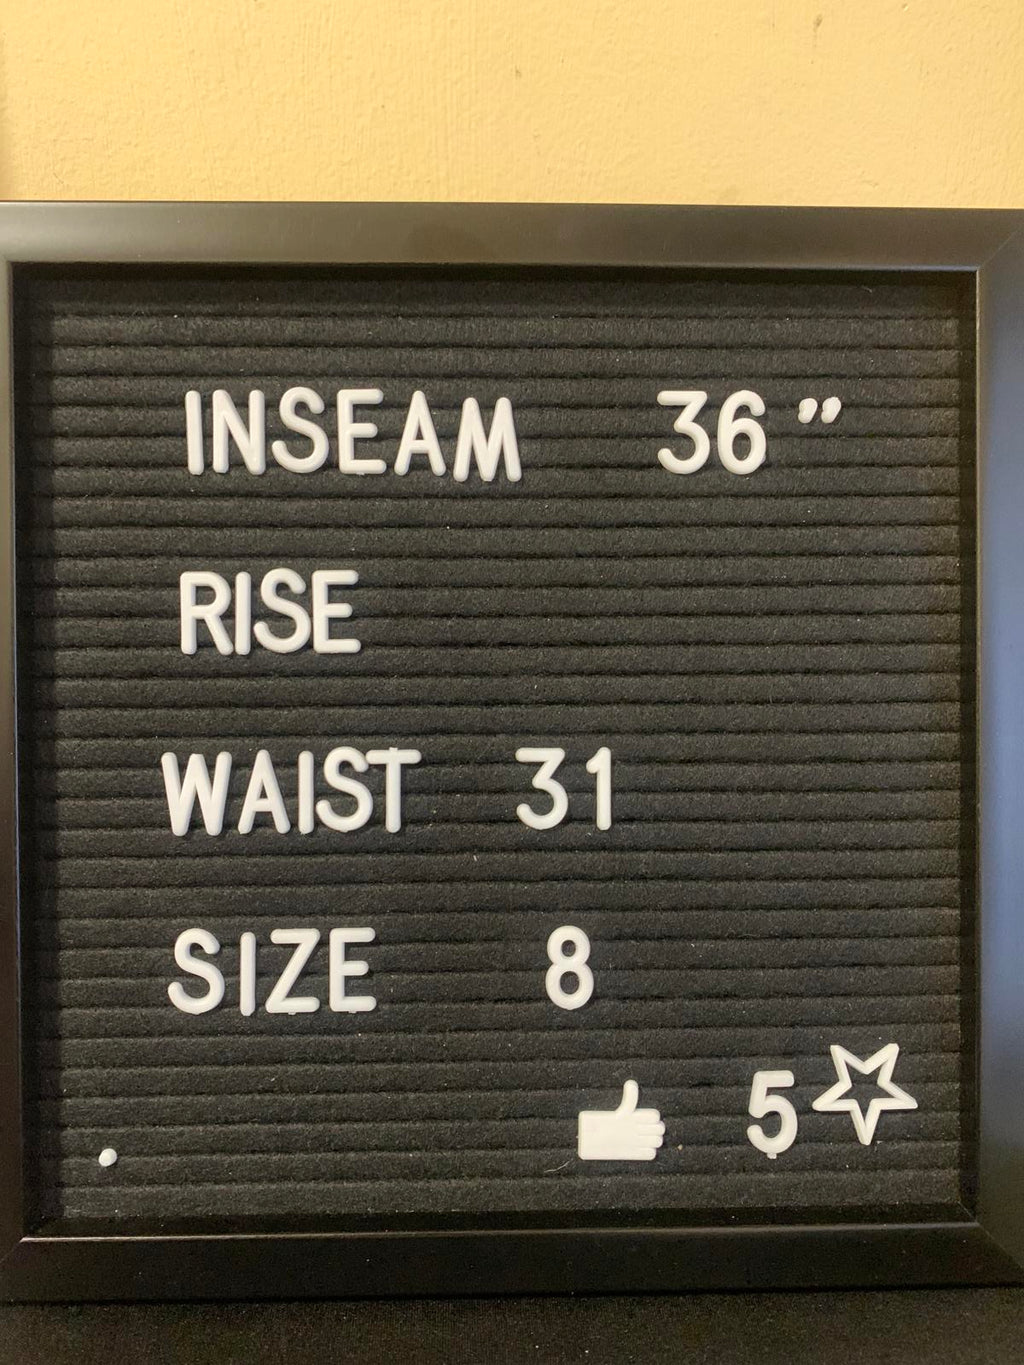 INSEAM 36"
RISE
WAIST 31
SIZE 8
5
.